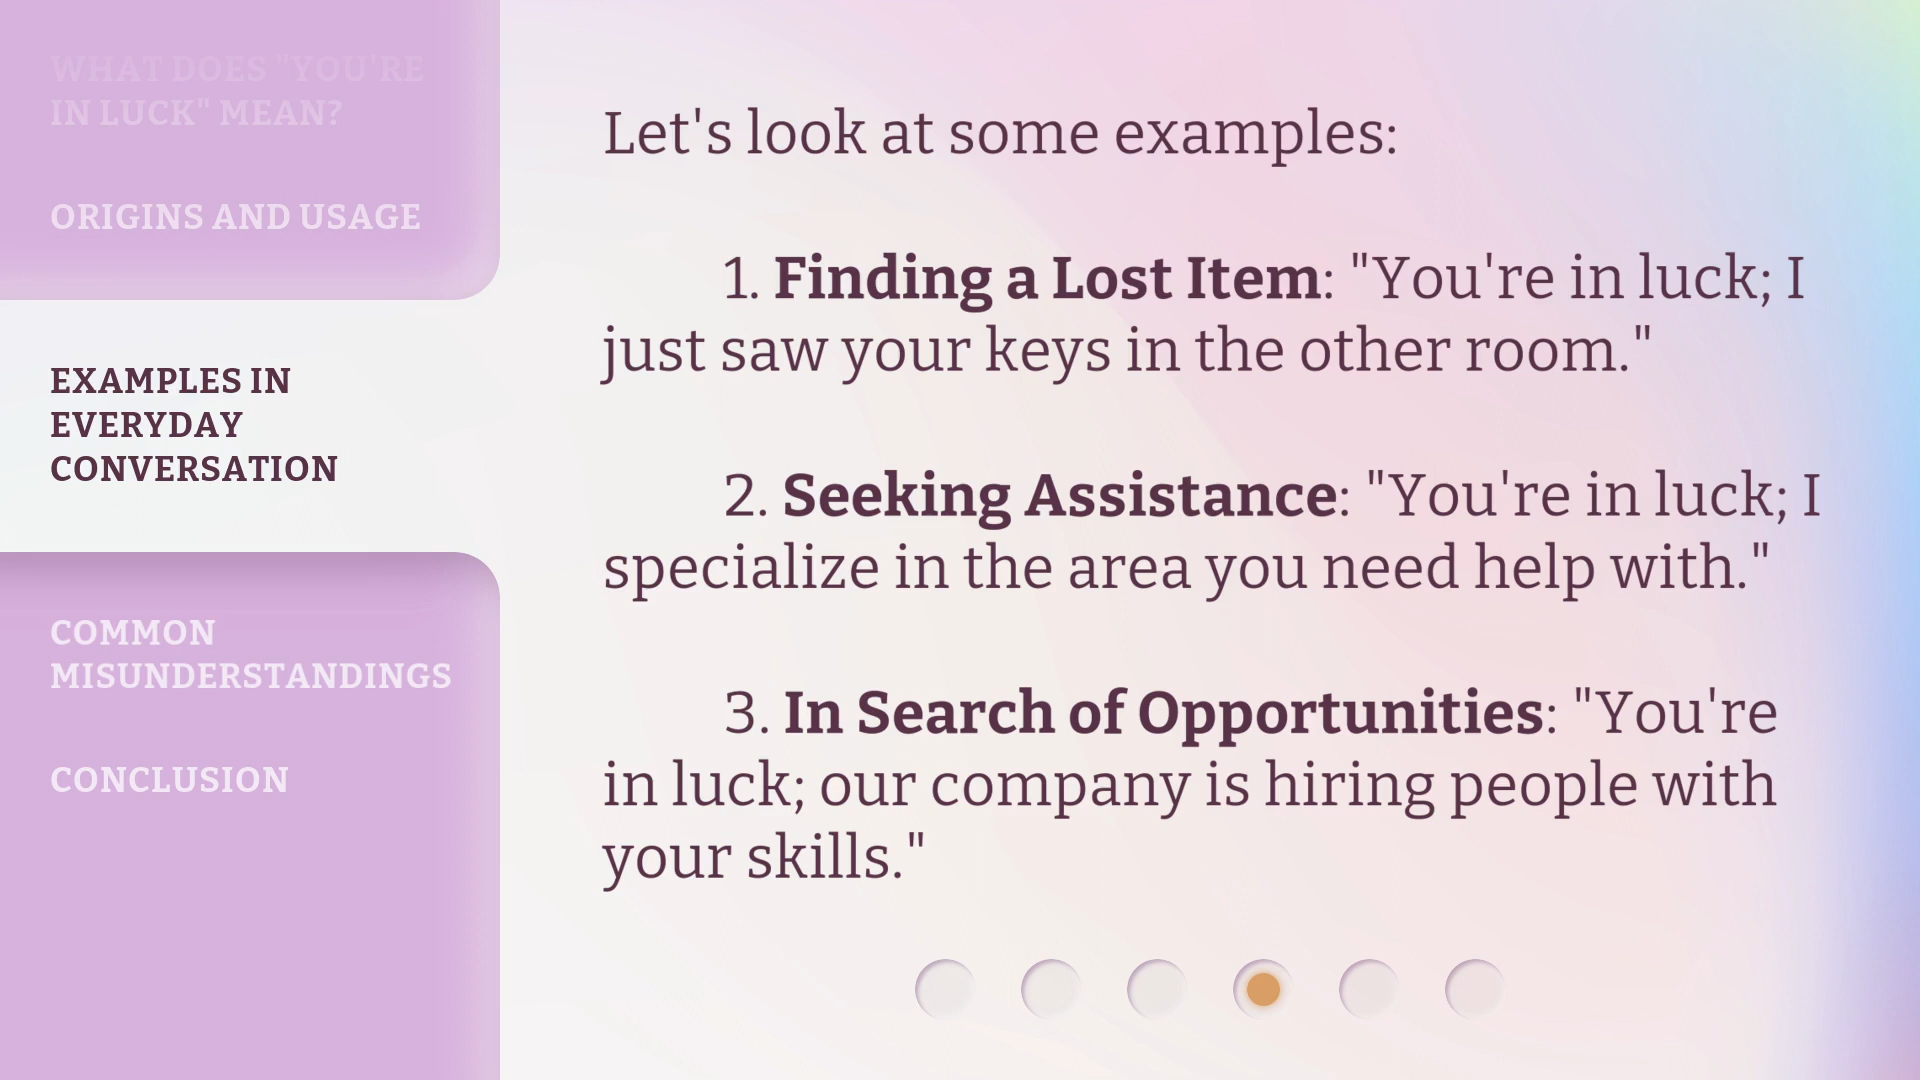 WHAT DOES "YOU'RE
IN LUCK" MEAN?
ORIGINS AND USAGE
EXAMPLES IN
EVERYDAY
CONVERSATION
COMMON
MISUNDERSTANDINGS
CONCLUSION
Let's look at some examples:
1. Finding a Lost Item: "You're in luck; I
just saw your keys in the other room."
2. Seeking Assistance: "You're in luck; I
specialize in the area you need help with."
3. In Search of Opportunities: "You're
in luck; our company is hiring people with
your skills."